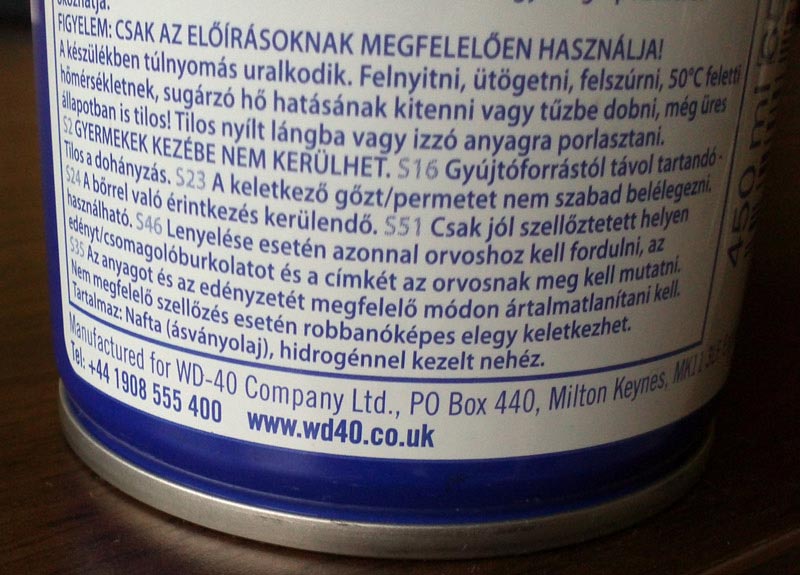 okozhatja.
FIGYELEM: CSAK AZ ELŐÍRÁSOKNAK MEGFELELŐEN HASZNÁLJA!
A készülékben túlnyomás uralkodik. Felnyitni, ütögetni, felszúrni, 50°C feletti
hőmérsékletnek, sugárzó hő hatásának kitenni vagy tűzbe dobni, még üres
állapotban is tilos! Tilos nyílt lángba vagy izzó anyagra porlasztani.
S2 GYERMEKEK KEZÉBE NEM KERÜLHET. S16 Gyújtóforrástól távol tartandó -
Tilos a dohányzás. S23 A keletkező gőzt/permetet nem szabad belélegezni.
S24 A bőrrel való érintkezés kerülendő. S51 Csak jól szellőztetett helyen
használható. S46 Lenyelése esetén azonnal orvoshoz kell fordulni, az
edényt/csomagolóburkolatot és a címkét az orvosnak meg kell mutatni.
S35 Az anyagot és az edényzetét megfelelő módon ártalmatlanítani kell.
Nem megfelelő szellőzés esetén robbanóképes elegy keletkezhet.
Tartalmaz: Nafta (ásványolaj), hidrogénnel kezelt nehéz.
Manufactured for WD-40 Company Ltd., PO Box 440, Milton Keynes, MK11
Tel: +44 1908 555 400 www.wd40.co.uk
450 ml